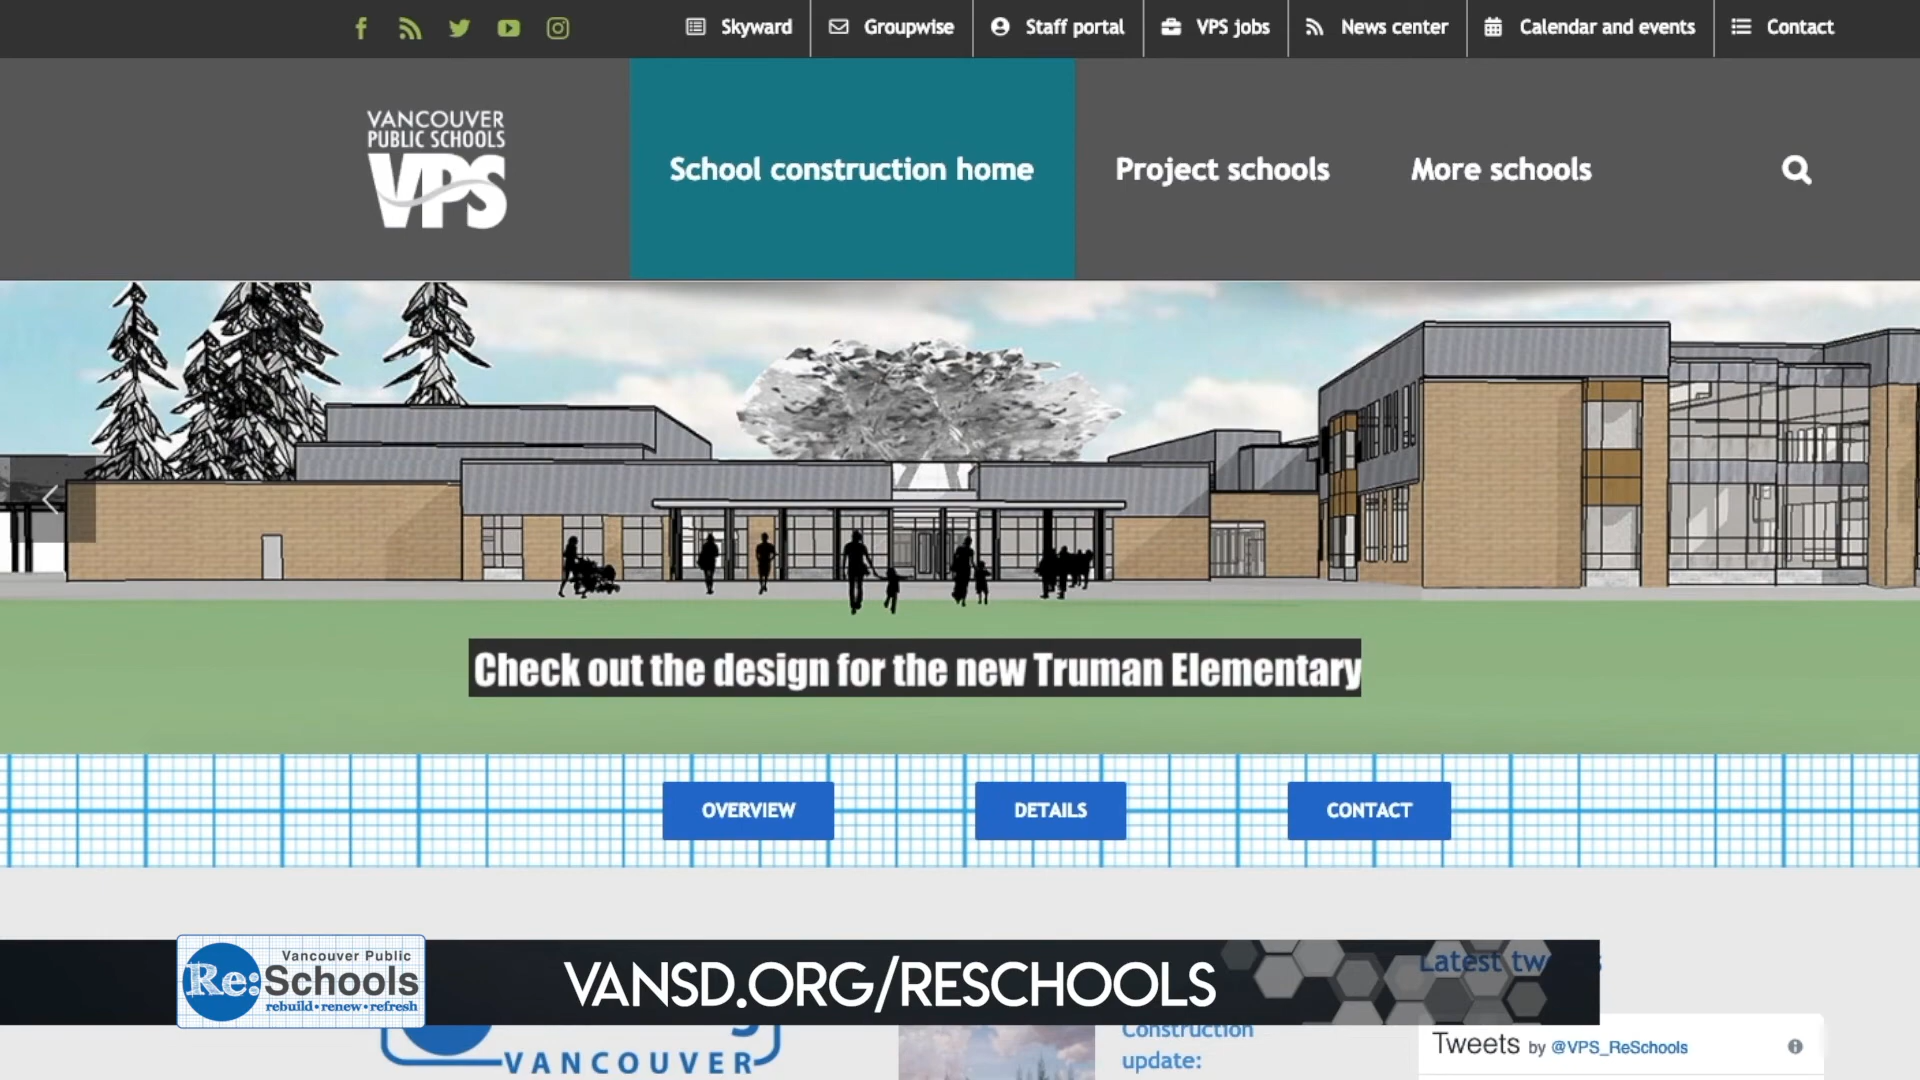 Skyward
Groupwise
Staff portal
VPS jobs
News center
Calendar and events
Contact
VANCOUVER
PUBLIC SCHOOLS
VPS
School construction home
Project schools
More schools
Check out the design for the new Truman Elementary
OVERVIEW
DETAILS
CONTACT
Vancouver Public
Re:Schools
rebuild•renew•refresh
VANSD.ORG/RESCHOOLS
Latest
VANCOUVER
Construction
update:
Tweets by @VPS_ReSchools